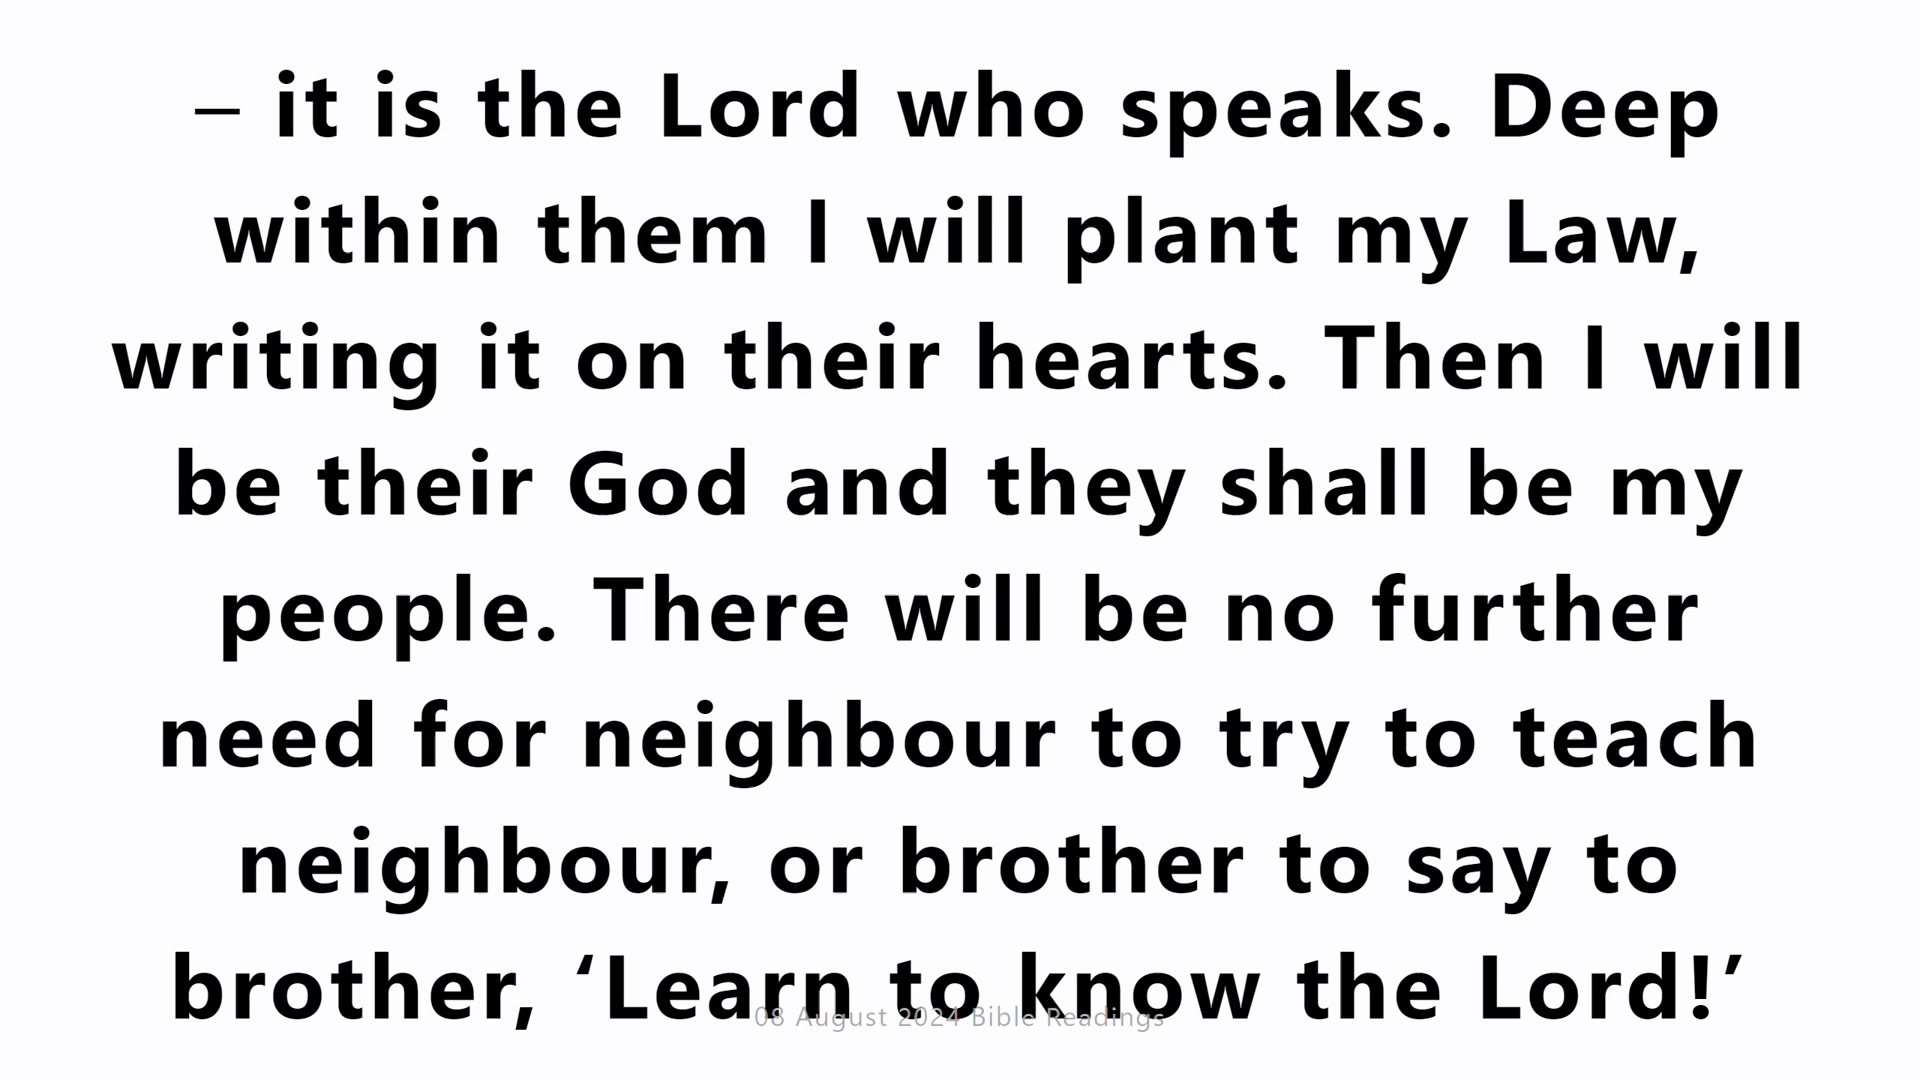 – it is the Lord who speaks. Deep
within them I will plant my Law,
writing it on their hearts. Then I will
be their God and they shall be my
people. There will be no further
need for neighbour to try to teach
neighbour, or brother to say to
brother, ‘Learn to know the Lord!’
08 August 2024 Bible Readings